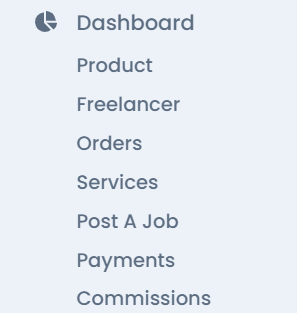 Dashboard
Product
Freelancer
Orders
Services
Post A Job
Payments
Commissions